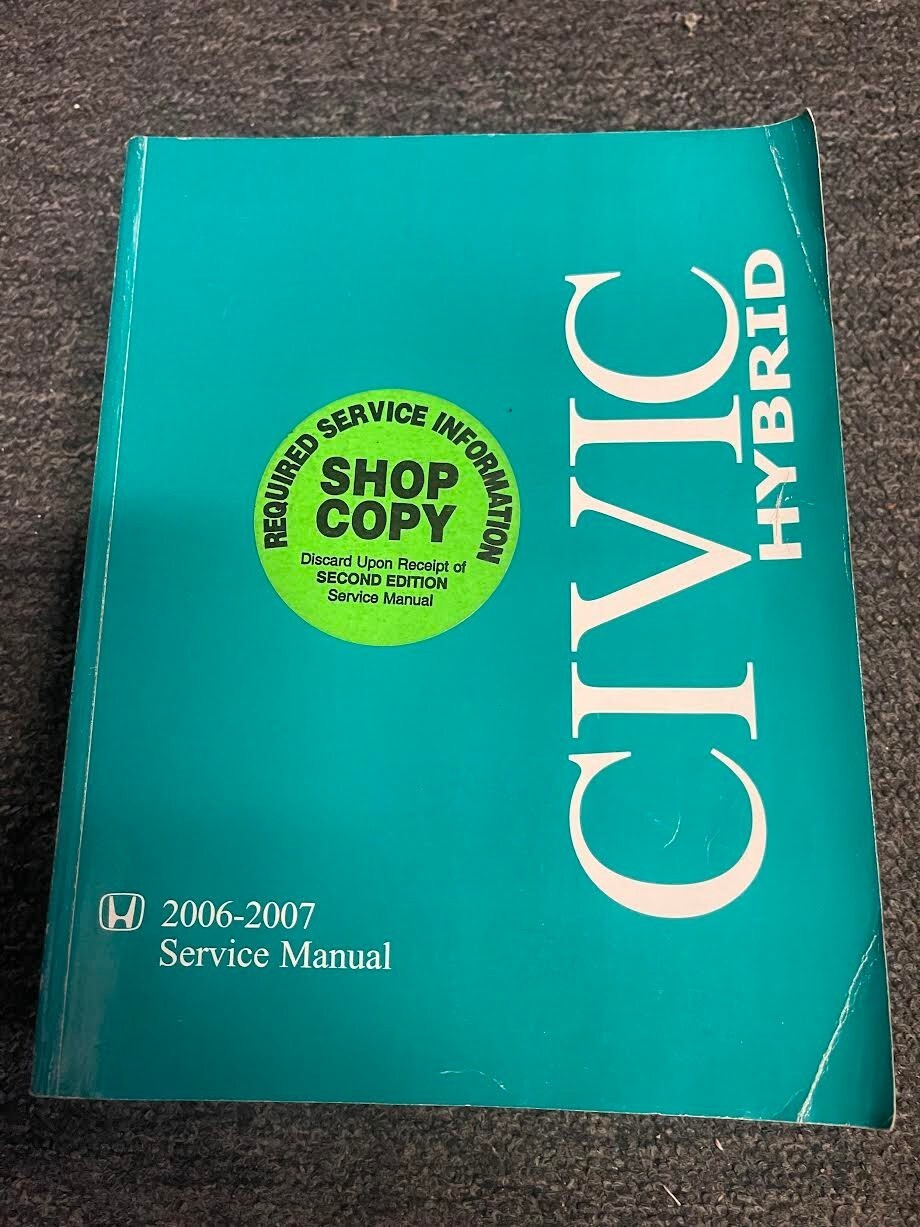 CIVIC
HYBRID
REQUIRED SERVICE INFORMATION
SHOP
COPY
Discard Upon Receipt of
SECOND EDITION
Service Manual
2006-2007
Service Manual